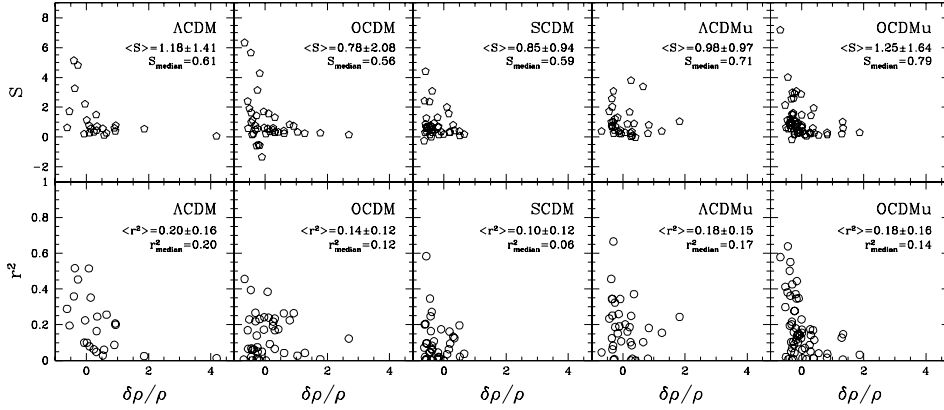 8
6
4
2
0
−2
S
ΛCDM
<S>=1.18±1.41
S_median=0.61
OCDM
<S>=0.78±2.08
S_median=0.56
SCDM
<S>=0.85±0.94
S_median=0.59
ΛCDMu
<S>=0.98±0.97
S_median=0.71
OCDMu
<S>=1.25±1.64
S_median=0.79
1
0.8
0.6
0.4
0.2
0
r²
ΛCDM
<r²>=0.20±0.16
r²_median=0.20
OCDM
<r²>=0.14±0.12
r²_median=0.12
SCDM
<r²>=0.10±0.12
r²_median=0.06
ΛCDMu
<r²>=0.18±0.15
r²_median=0.17
OCDMu
<r²>=0.18±0.16
r²_median=0.14
0 2 4 0 2 4 0 2 4 0 2 4 0 2 4
δρ/ρ δρ/ρ δρ/ρ δρ/ρ δρ/ρ